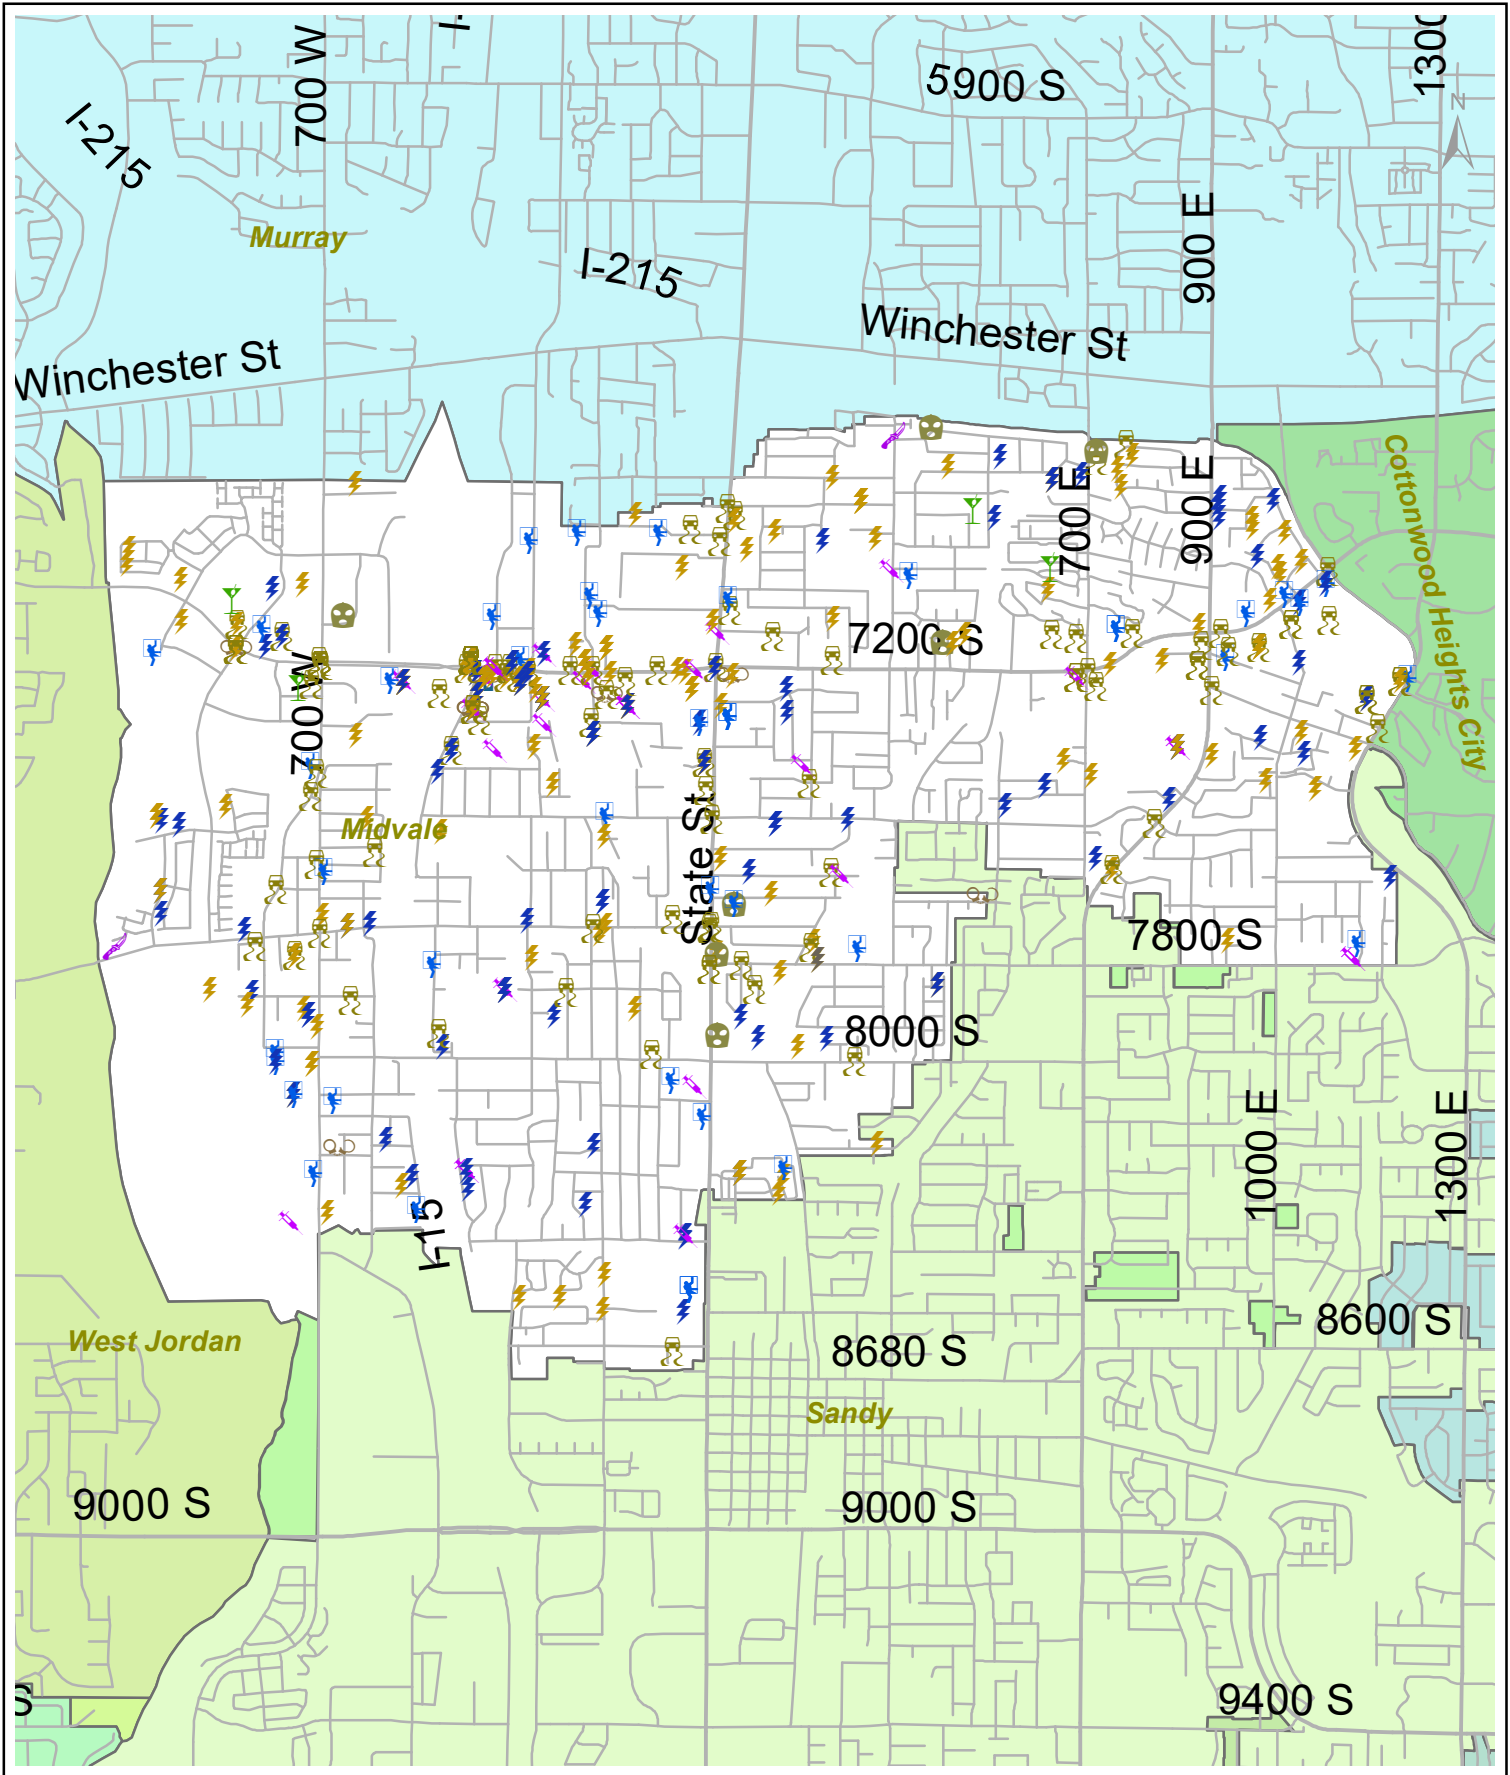 I-
1300
700 W
5900 S
N
I-215
900 E
Murray
I-215
Winchester St
Winchester St
Cottonwood Heights City
700 E
900 E
7200 S
700 W
Midvale
State St
7800 S
8000 S
1000 E
1300 E
I-15
8600 S
West Jordan
8680 S
Sandy
9000 S
9000 S
S
9400 S